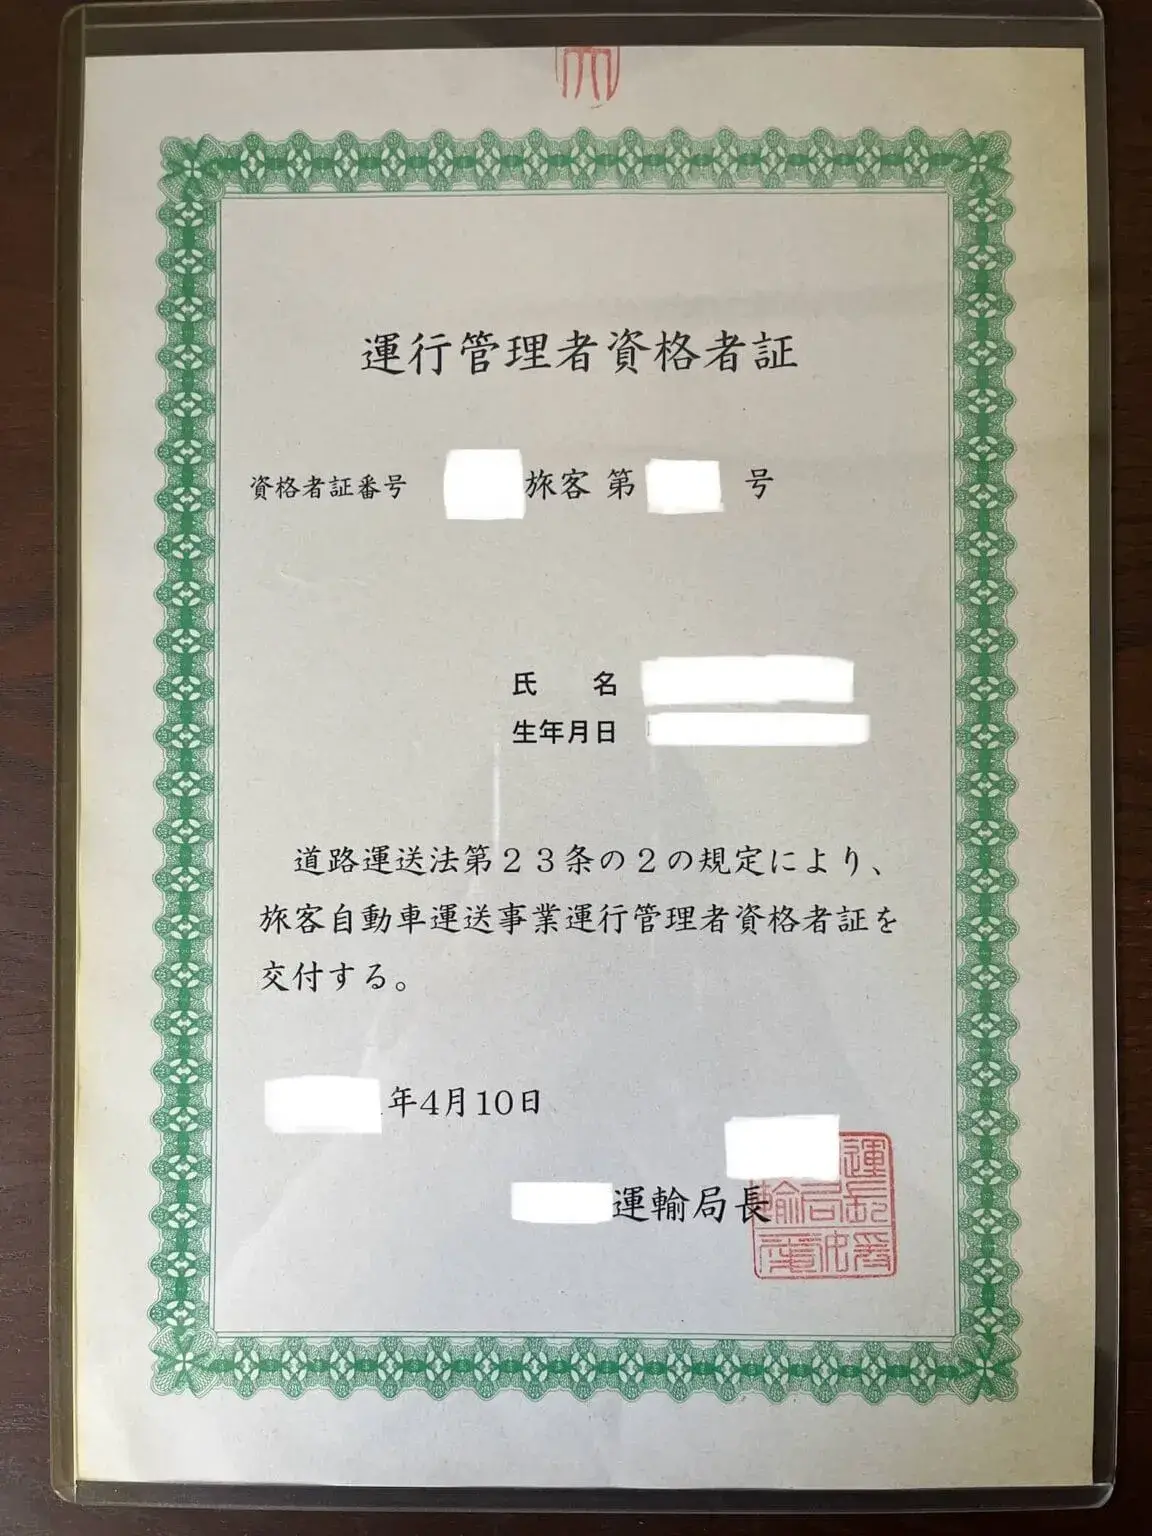 運行管理者資格者証
資格者証番号 旅客 第 号
氏 名
生年月日
道路運送法第23条の2の規定により、
旅客自動車運送事業運行管理者資格者証を
交付する。
年4月10日
運輸局長